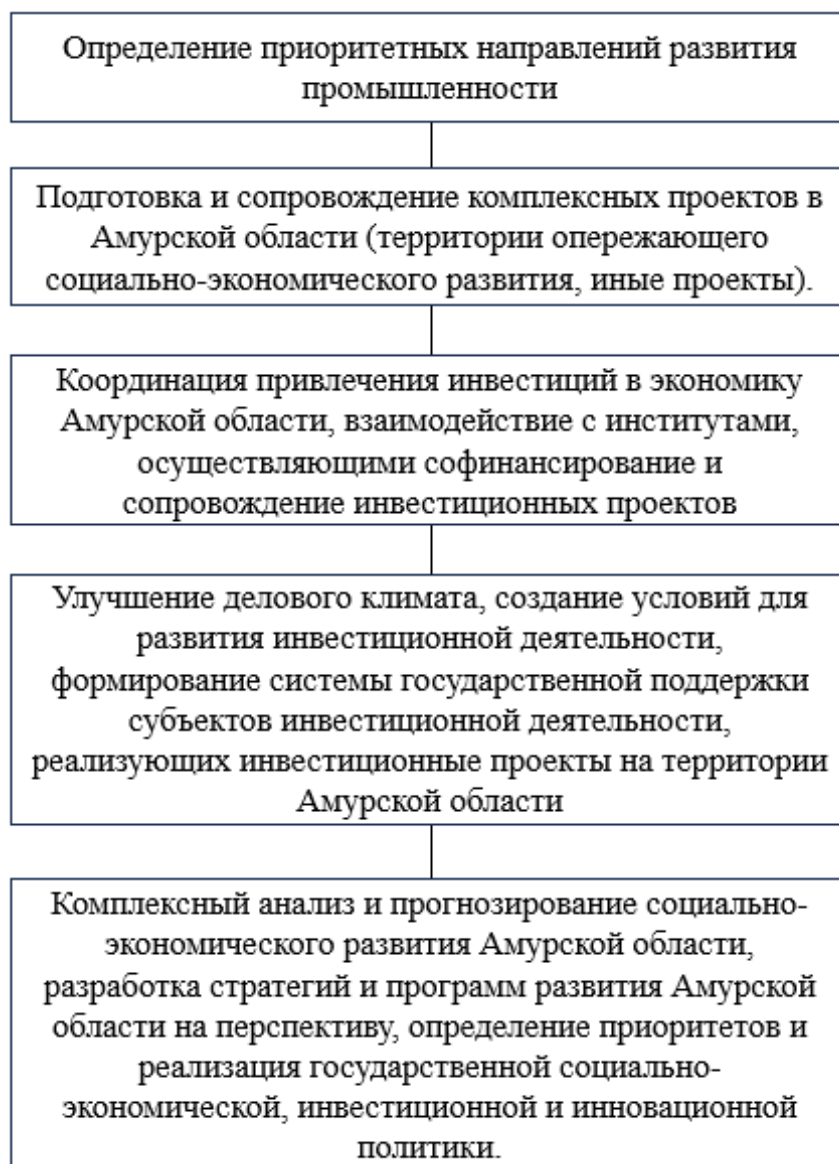 Определение приоритетных направлений развития
промышленности
Подготовка и сопровождение комплексных проектов в
Амурской области (территории опережающего
социально-экономического развития, иные проекты).
Координация привлечения инвестиций в экономику
Амурской области, взаимодействие с институтами,
осуществляющими софинансирование и
сопровождение инвестиционных проектов
Улучшение делового климата, создание условий для
развития инвестиционной деятельности,
формирование системы государственной поддержки
субъектов инвестиционной деятельности,
реализующих инвестиционные проекты на территории
Амурской области
Комплексный анализ и прогнозирование социально-
экономического развития Амурской области,
разработка стратегий и программ развития Амурской
области на перспективу, определение приоритетов и
реализация государственной социально-
экономической, инвестиционной и инновационной
политики.